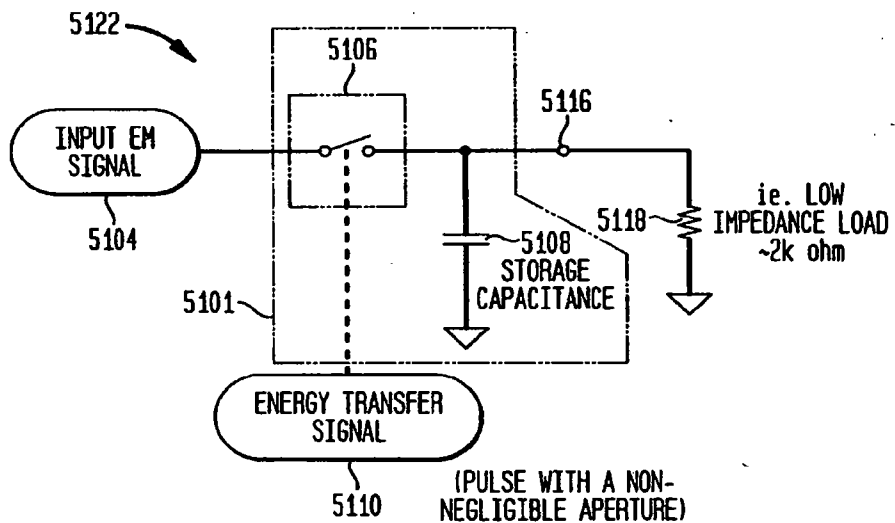 5122
5106
5116
INPUT EM
SIGNAL
5104
5118
ie. LOW
IMPEDANCE LOAD
~2k ohm
5108
STORAGE
CAPACITANCE
5101
ENERGY TRANSFER
SIGNAL
5110
(PULSE WITH A NON-
NEGLIGIBLE APERTURE)